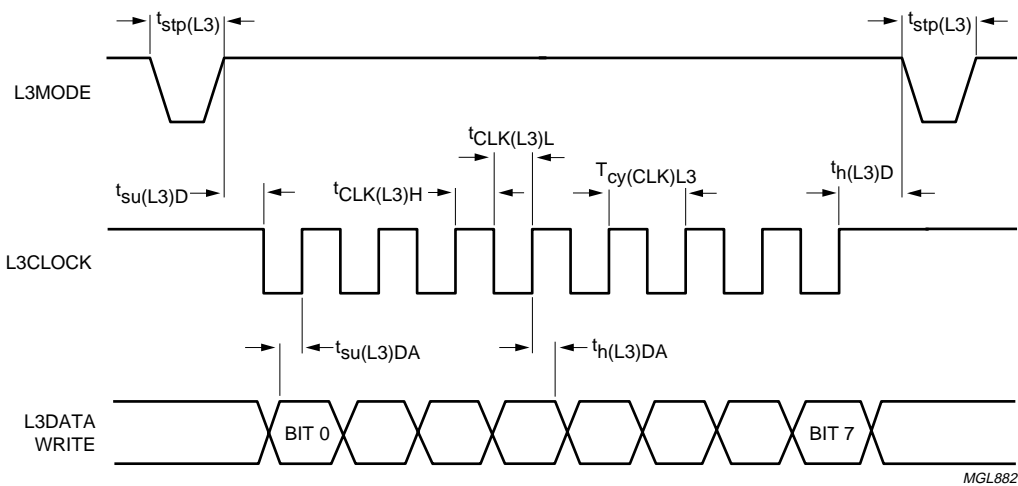 tstp(L3)
tstp(L3)
L3MODE
tCLK(L3)L
tsu(L3)D
tCLK(L3)H
Tcy(CLK)L3
th(L3)D
L3CLOCK
tsu(L3)DA
th(L3)DA
L3DATA
WRITE
BIT 0
BIT 7
MGL882